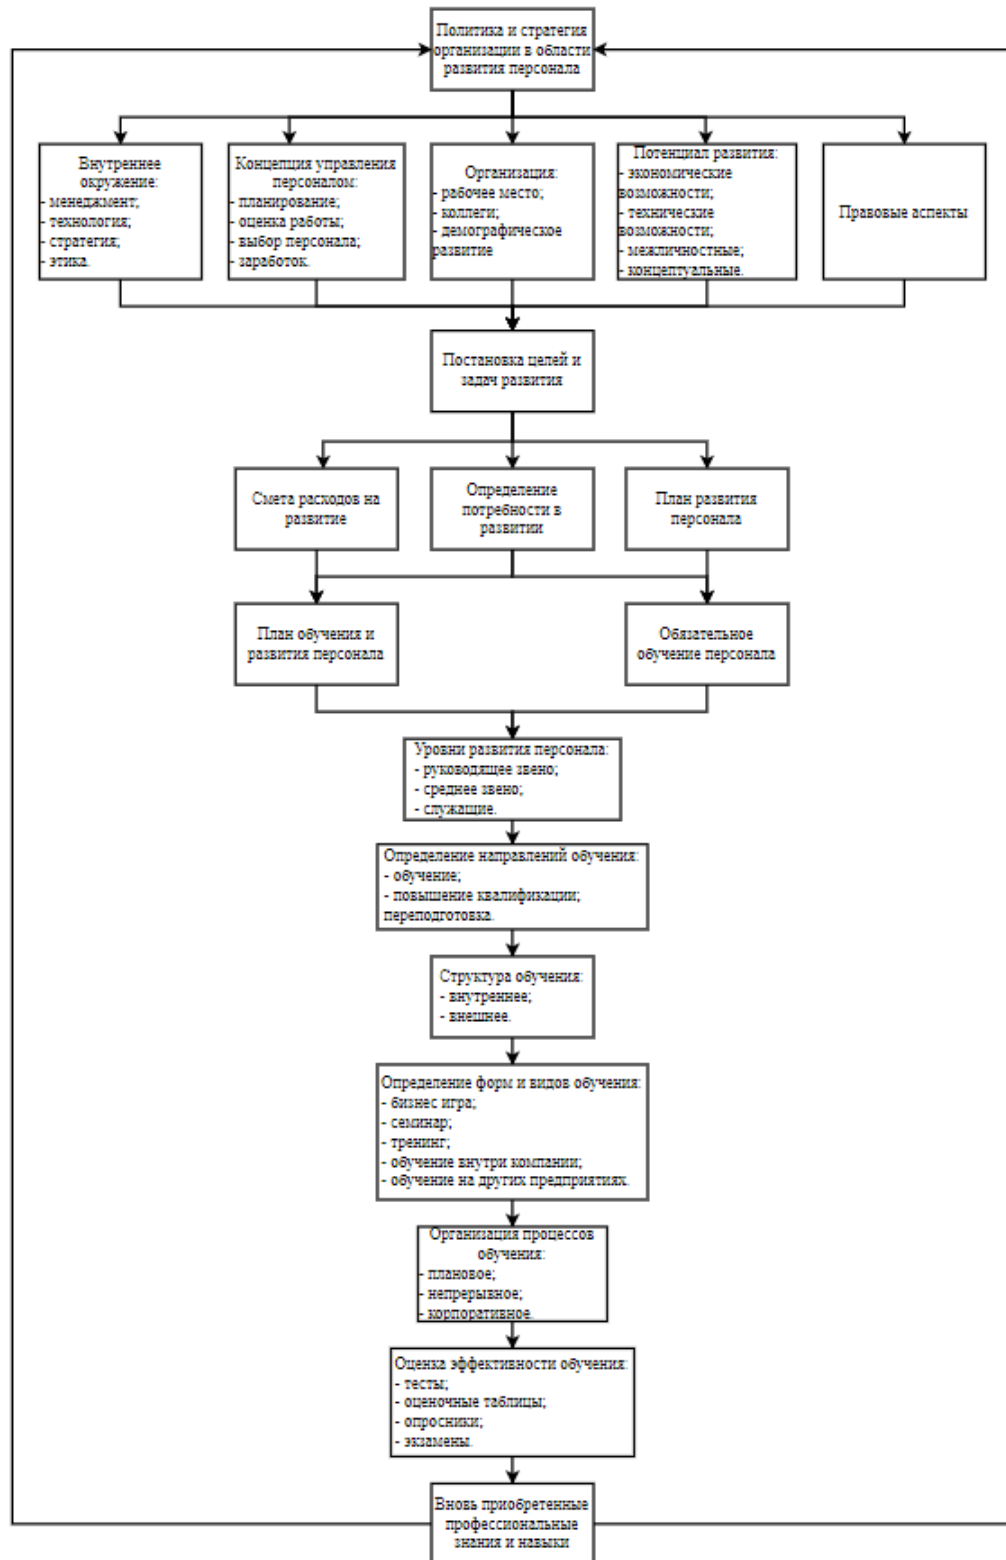 Политика и стратегия
организации в области
развития персонала
Внутреннее
окружение:
- менеджмент;
- технология;
- стратегия;
- этика.
Концепция управления
персоналом:
- планирование;
- оценка работы;
- выбор персонала;
- заработок.
Организация:
- рабочее место;
- коллеги;
- демографическое
развитие
Потенциал развития:
- экономические
возможности;
- технические
возможности;
- межличностные;
- концептуальные.
Правовые аспекты
Постановка целей и
задач развития
Смета расходов на
развитие
Определение
потребности в
развитии
План развития
персонала
План обучения и
развития персонала
Обязательное
обучение персонала
Уровни развития персонала:
- руководящее звено;
- среднее звено;
- служащие.
Определение направлений обучения:
- обучение;
- повышение квалификации;
переподготовка.
Структура обучения:
- внутреннее;
- внешнее.
Определение форм и видов обучения:
- бизнес игра;
- семинар;
- тренинг;
- обучение внутри компании;
- обучение на других предприятиях.
Организация процессов
обучения:
- плановое;
- непрерывное;
- корпоративное.
Оценка эффективности обучения:
- тесты;
- оценочные таблицы;
- опросники;
- экзамены.
Вновь приобретенные
профессиональные
знания и навыки